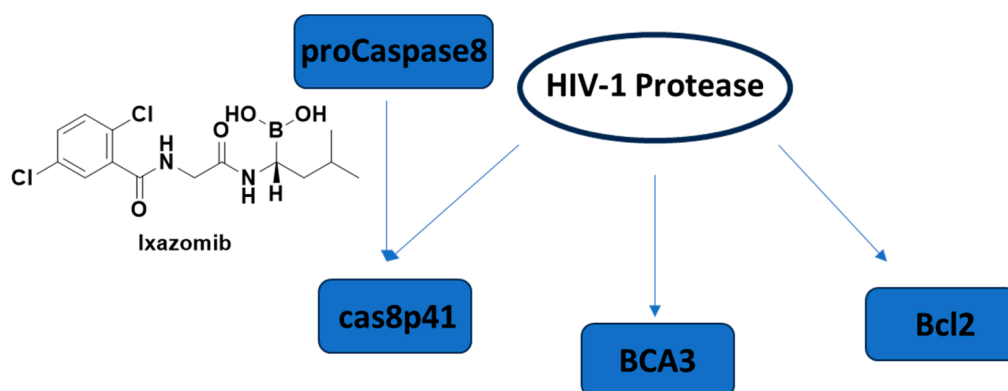 proCaspase8
HIV-1 Protease
HO B OH
Cl
O
H
N
Cl
N
H
H
O
Ixazomib
cas8p41
BCA3
Bcl2